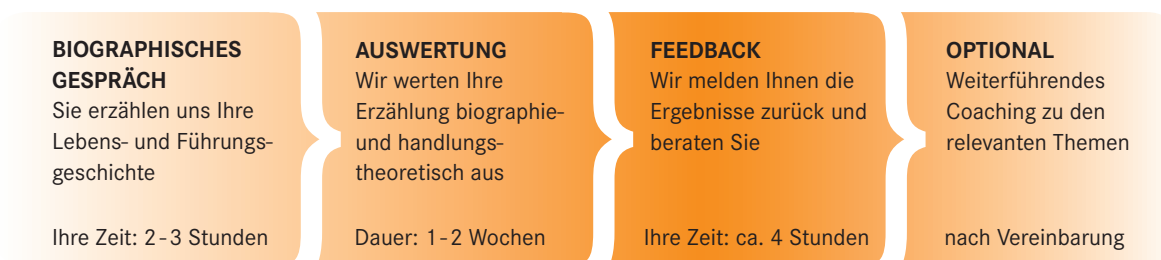 BIOGRAPHISCHES
GESPRÄCH
Sie erzählen uns Ihre
Lebens- und Führungs-
geschichte
Ihre Zeit: 2-3 Stunden
AUSWERTUNG
Wir werten Ihre
Erzählung biographie-
und handlungs-
theoretisch aus
Dauer: 1-2 Wochen
FEEDBACK
Wir melden Ihnen die
Ergebnisse zurück und
beraten Sie
Ihre Zeit: ca. 4 Stunden
OPTIONAL
Weiterführendes
Coaching zu den
relevanten Themen
nach Vereinbarung